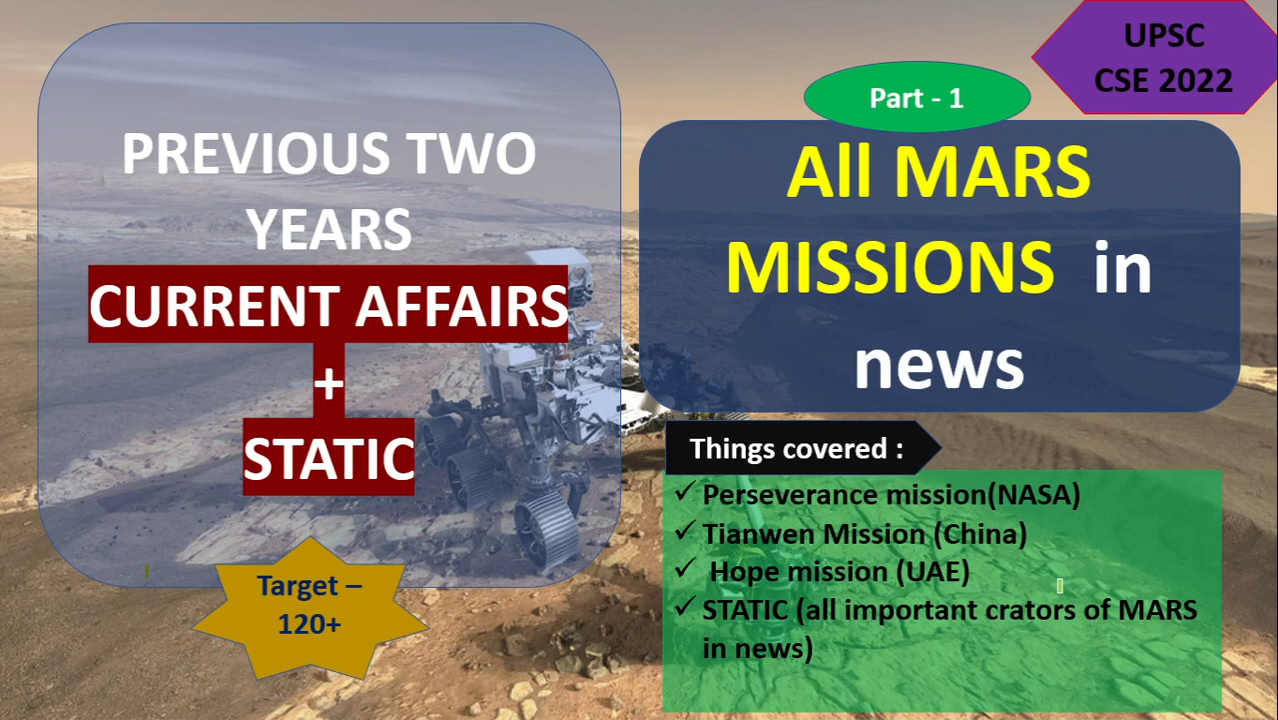 UPSC
CSE 2022
Part - 1
PREVIOUS TWO
YEARS
CURRENT AFFAIRS
+
STATIC
Target –
120+
All MARS
MISSIONS in
news
Things covered :
✓ Perseverance mission(NASA)
✓ Tianwen Mission (China)
✓ Hope mission (UAE)
✓ STATIC (all important crators of MARS
in news)